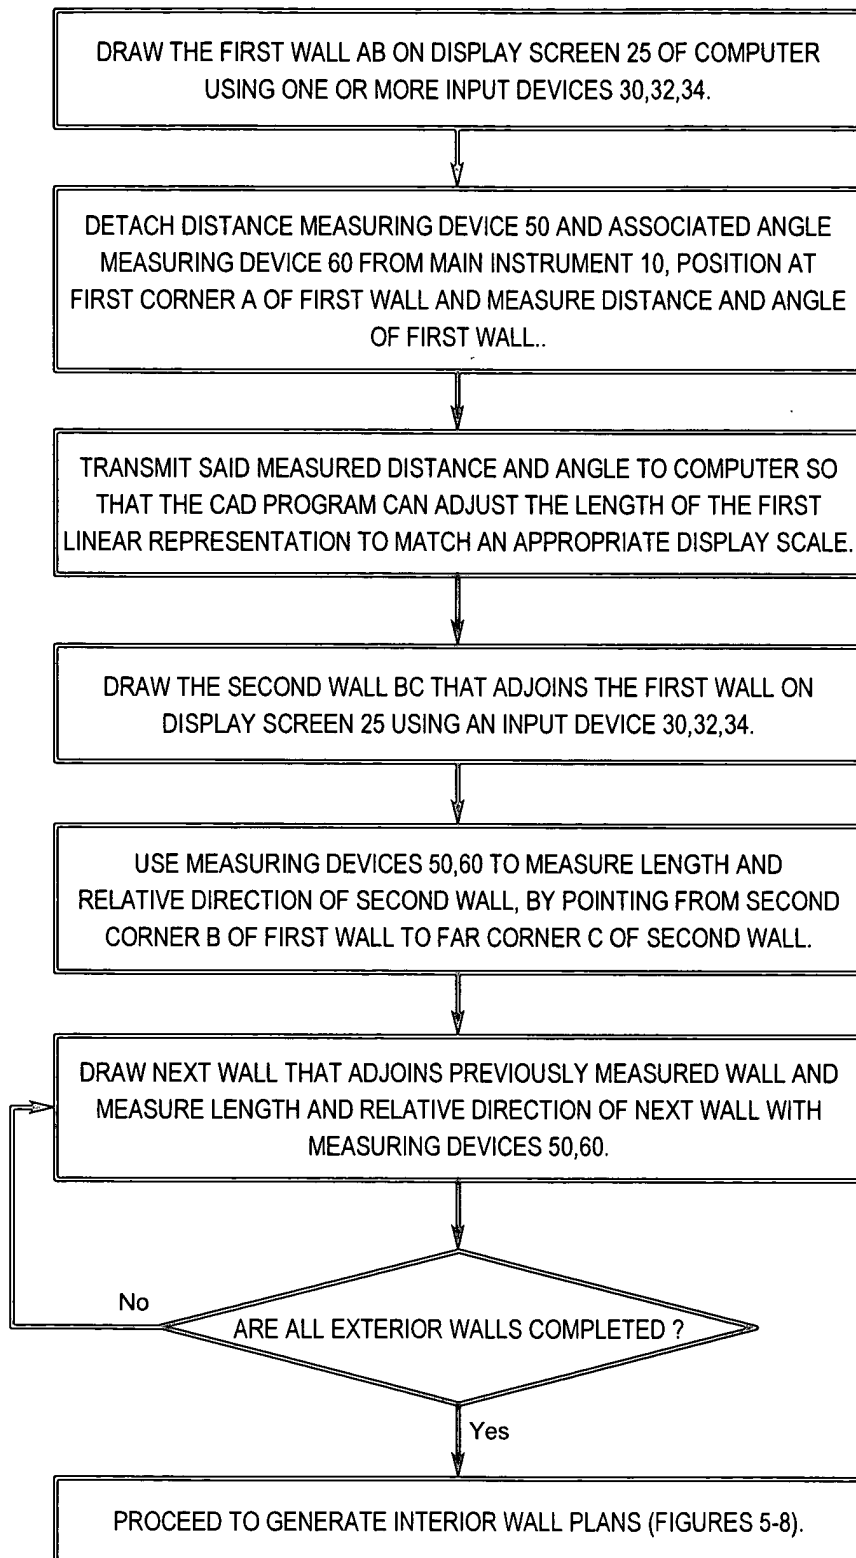 DRAW THE FIRST WALL AB ON DISPLAY SCREEN 25 OF COMPUTER
USING ONE OR MORE INPUT DEVICES 30,32,34.
DETACH DISTANCE MEASURING DEVICE 50 AND ASSOCIATED ANGLE
MEASURING DEVICE 60 FROM MAIN INSTRUMENT 10, POSITION AT
FIRST CORNER A OF FIRST WALL AND MEASURE DISTANCE AND ANGLE
OF FIRST WALL..
TRANSMIT SAID MEASURED DISTANCE AND ANGLE TO COMPUTER SO
THAT THE CAD PROGRAM CAN ADJUST THE LENGTH OF THE FIRST
LINEAR REPRESENTATION TO MATCH AN APPROPRIATE DISPLAY SCALE.
DRAW THE SECOND WALL BC THAT ADJOINS THE FIRST WALL ON
DISPLAY SCREEN 25 USING AN INPUT DEVICE 30,32,34.
USE MEASURING DEVICES 50,60 TO MEASURE LENGTH AND
RELATIVE DIRECTION OF SECOND WALL, BY POINTING FROM SECOND
CORNER B OF FIRST WALL TO FAR CORNER C OF SECOND WALL.
DRAW NEXT WALL THAT ADJOINS PREVIOUSLY MEASURED WALL AND
MEASURE LENGTH AND RELATIVE DIRECTION OF NEXT WALL WITH
MEASURING DEVICES 50,60.
No
ARE ALL EXTERIOR WALLS COMPLETED ?
Yes
PROCEED TO GENERATE INTERIOR WALL PLANS (FIGURES 5-8).